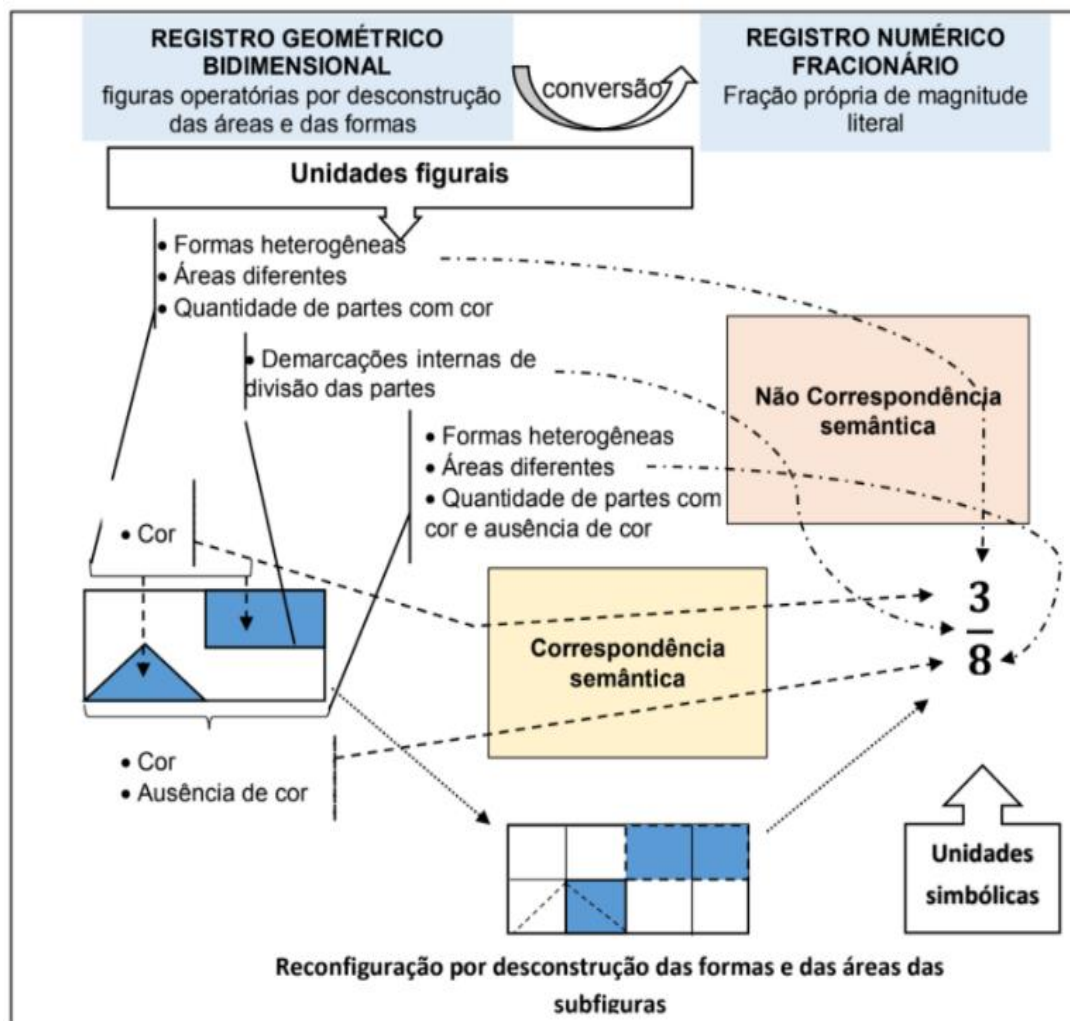 REGISTRO GEOMÉTRICO
BIDIMENSIONAL
figuras operatórias por desconstrução
das áreas e das formas
conversão
REGISTRO NUMÉRICO
FRACIONÁRIO
Fração própria de magnitude
literal
Unidades figurais
• Formas heterogêneas
• Áreas diferentes
• Quantidade de partes com cor
• Demarcações internas de
divisão das partes
• Formas heterogêneas
• Áreas diferentes
• Quantidade de partes com
cor e ausência de cor
Não Correspondência
semântica
• Cor
Correspondência
semântica
3
8
• Cor
• Ausência de cor
Unidades
simbólicas
Reconfiguração por desconstrução das formas e das áreas das
subfiguras